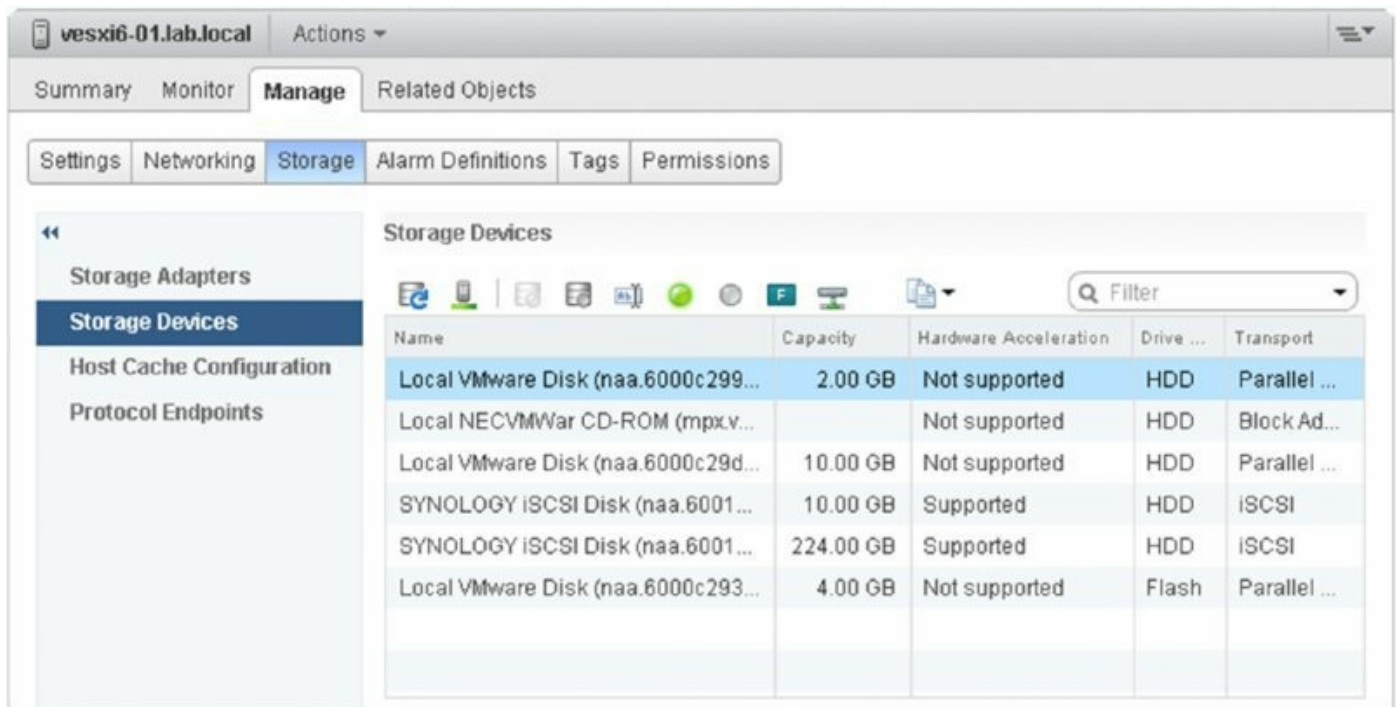 vesxi6-01.lab.local Actions
Summary Monitor Manage Related Objects
Settings Networking Storage Alarm Definitions Tags Permissions
Storage Adapters
Storage Devices
Host Cache Configuration
Protocol Endpoints
Storage Devices
F Filter
Name Capacity Hardware Acceleration Drive ... Transport
Local VMware Disk (naa.6000c299... 2.00 GB Not supported HDD Parallel ...
Local NECVMWar CD-ROM (mpx.v... Not supported HDD Block Ad...
Local VMware Disk (naa.6000c29d... 10.00 GB Not supported HDD Parallel ...
SYNOLOGY iSCSI Disk (naa.6001... 10.00 GB Supported HDD iSCSI
SYNOLOGY iSCSI Disk (naa.6001... 224.00 GB Supported HDD iSCSI
Local VMware Disk (naa.6000c293... 4.00 GB Not supported Flash Parallel ...